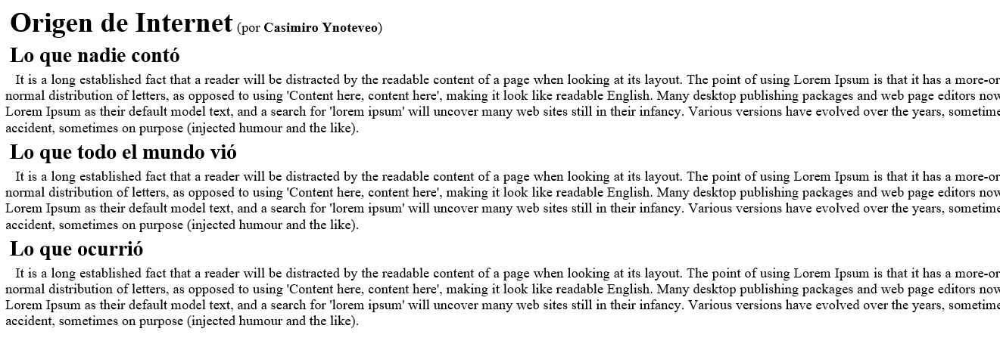 Origen de Internet (por Casimiro Ynoteveo)
Lo que nadie contó
It is a long established fact that a reader will be distracted by the readable content of a page when looking at its layout. The point of using Lorem Ipsum is that it has a more-or
normal distribution of letters, as opposed to using 'Content here, content here', making it look like readable English. Many desktop publishing packages and web page editors now
Lorem Ipsum as their default model text, and a search for 'lorem ipsum' will uncover many web sites still in their infancy. Various versions have evolved over the years, sometime
accident, sometimes on purpose (injected humour and the like).
Lo que todo el mundo vió
It is a long established fact that a reader will be distracted by the readable content of a page when looking at its layout. The point of using Lorem Ipsum is that it has a more-or
normal distribution of letters, as opposed to using 'Content here, content here', making it look like readable English. Many desktop publishing packages and web page editors now
Lorem Ipsum as their default model text, and a search for 'lorem ipsum' will uncover many web sites still in their infancy. Various versions have evolved over the years, sometime
accident, sometimes on purpose (injected humour and the like).
Lo que ocurrió
It is a long established fact that a reader will be distracted by the readable content of a page when looking at its layout. The point of using Lorem Ipsum is that it has a more-or
normal distribution of letters, as opposed to using 'Content here, content here', making it look like readable English. Many desktop publishing packages and web page editors now
Lorem Ipsum as their default model text, and a search for 'lorem ipsum' will uncover many web sites still in their infancy. Various versions have evolved over the years, sometime
accident, sometimes on purpose (injected humour and the like).